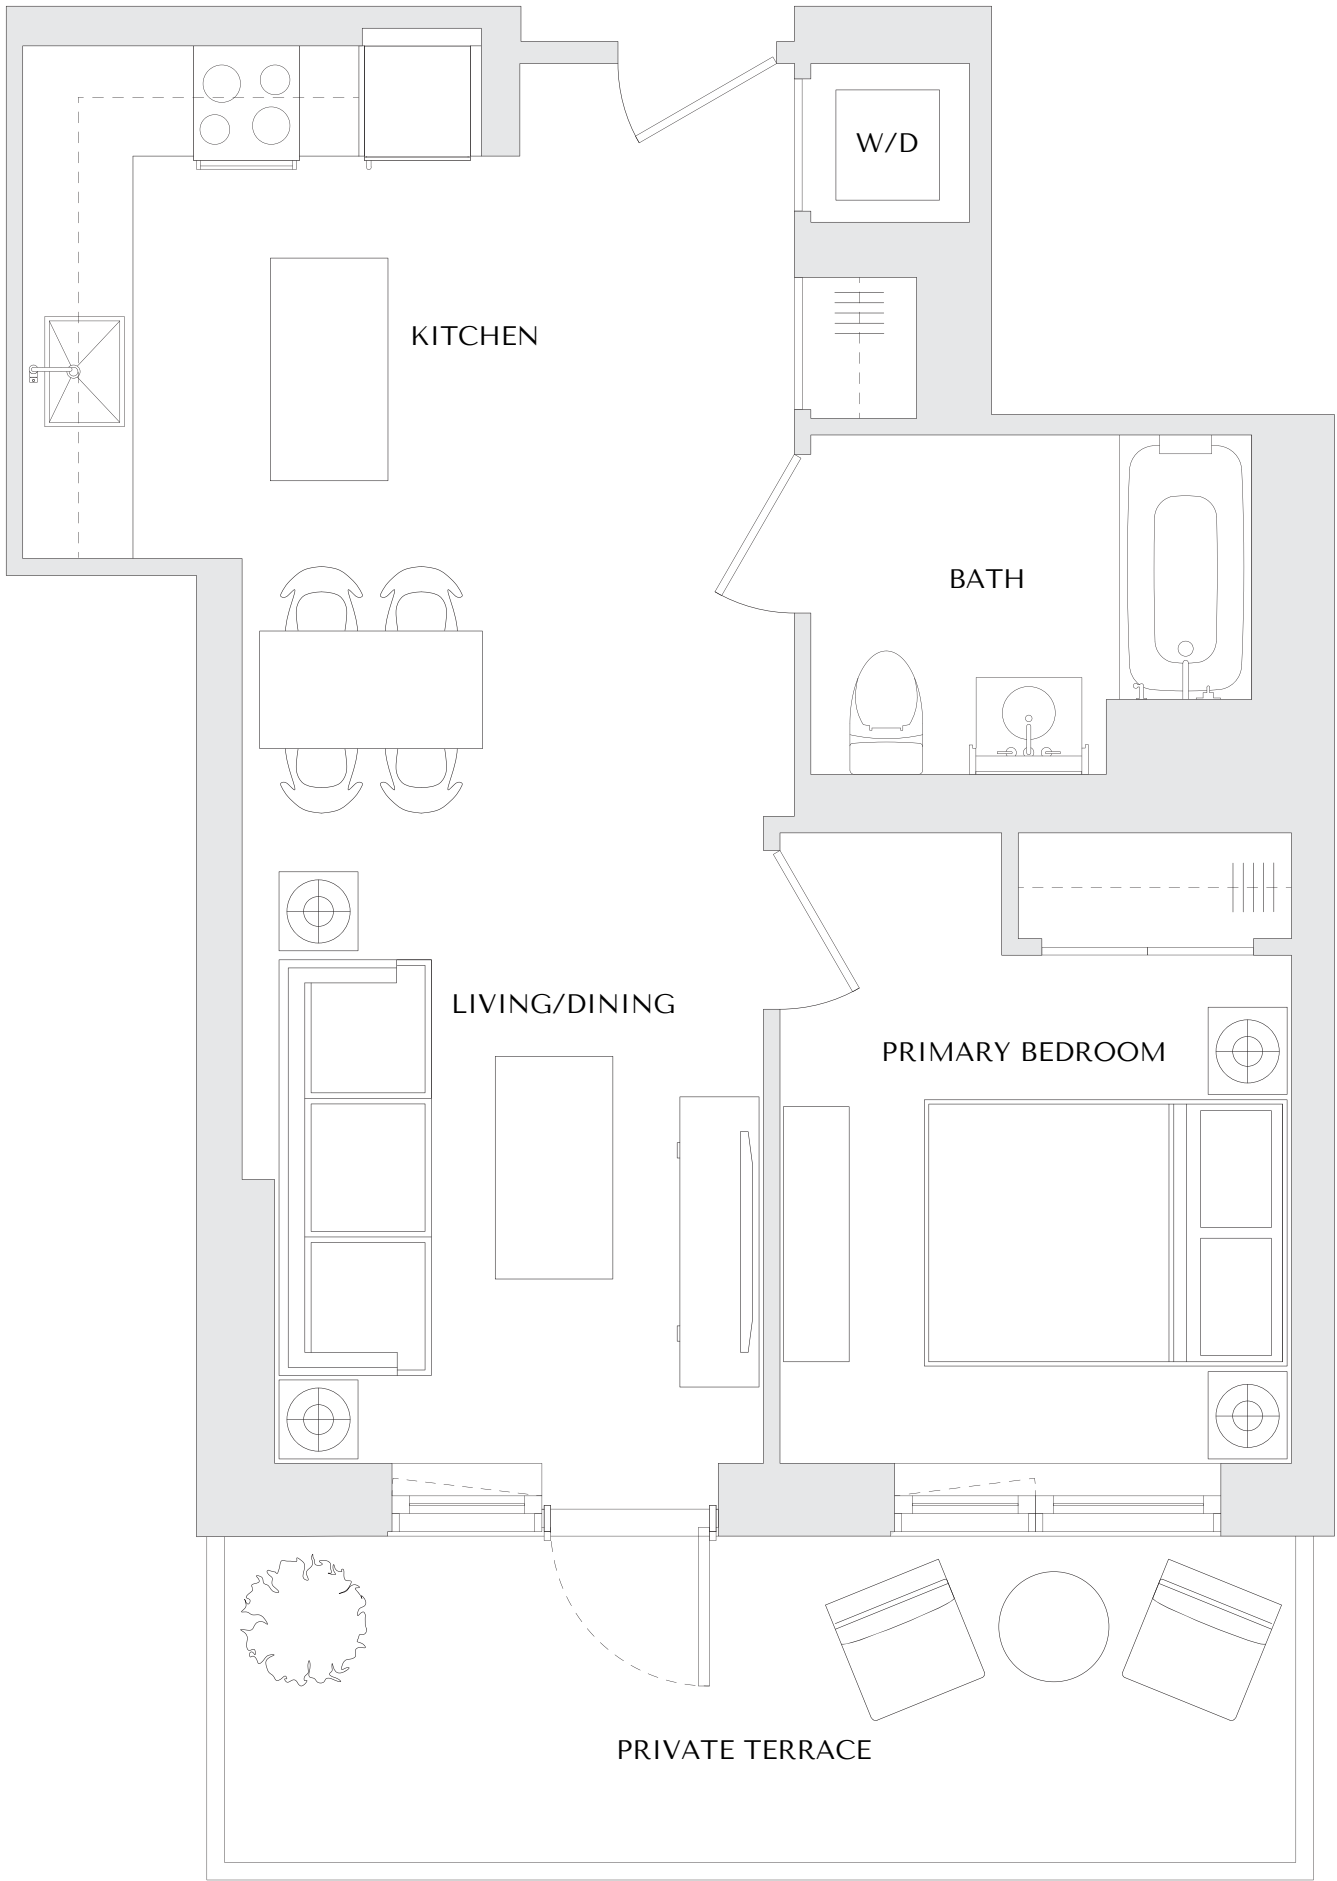 W/D
KITCHEN
BATH
LIVING/DINING
PRIMARY BEDROOM
PRIVATE TERRACE